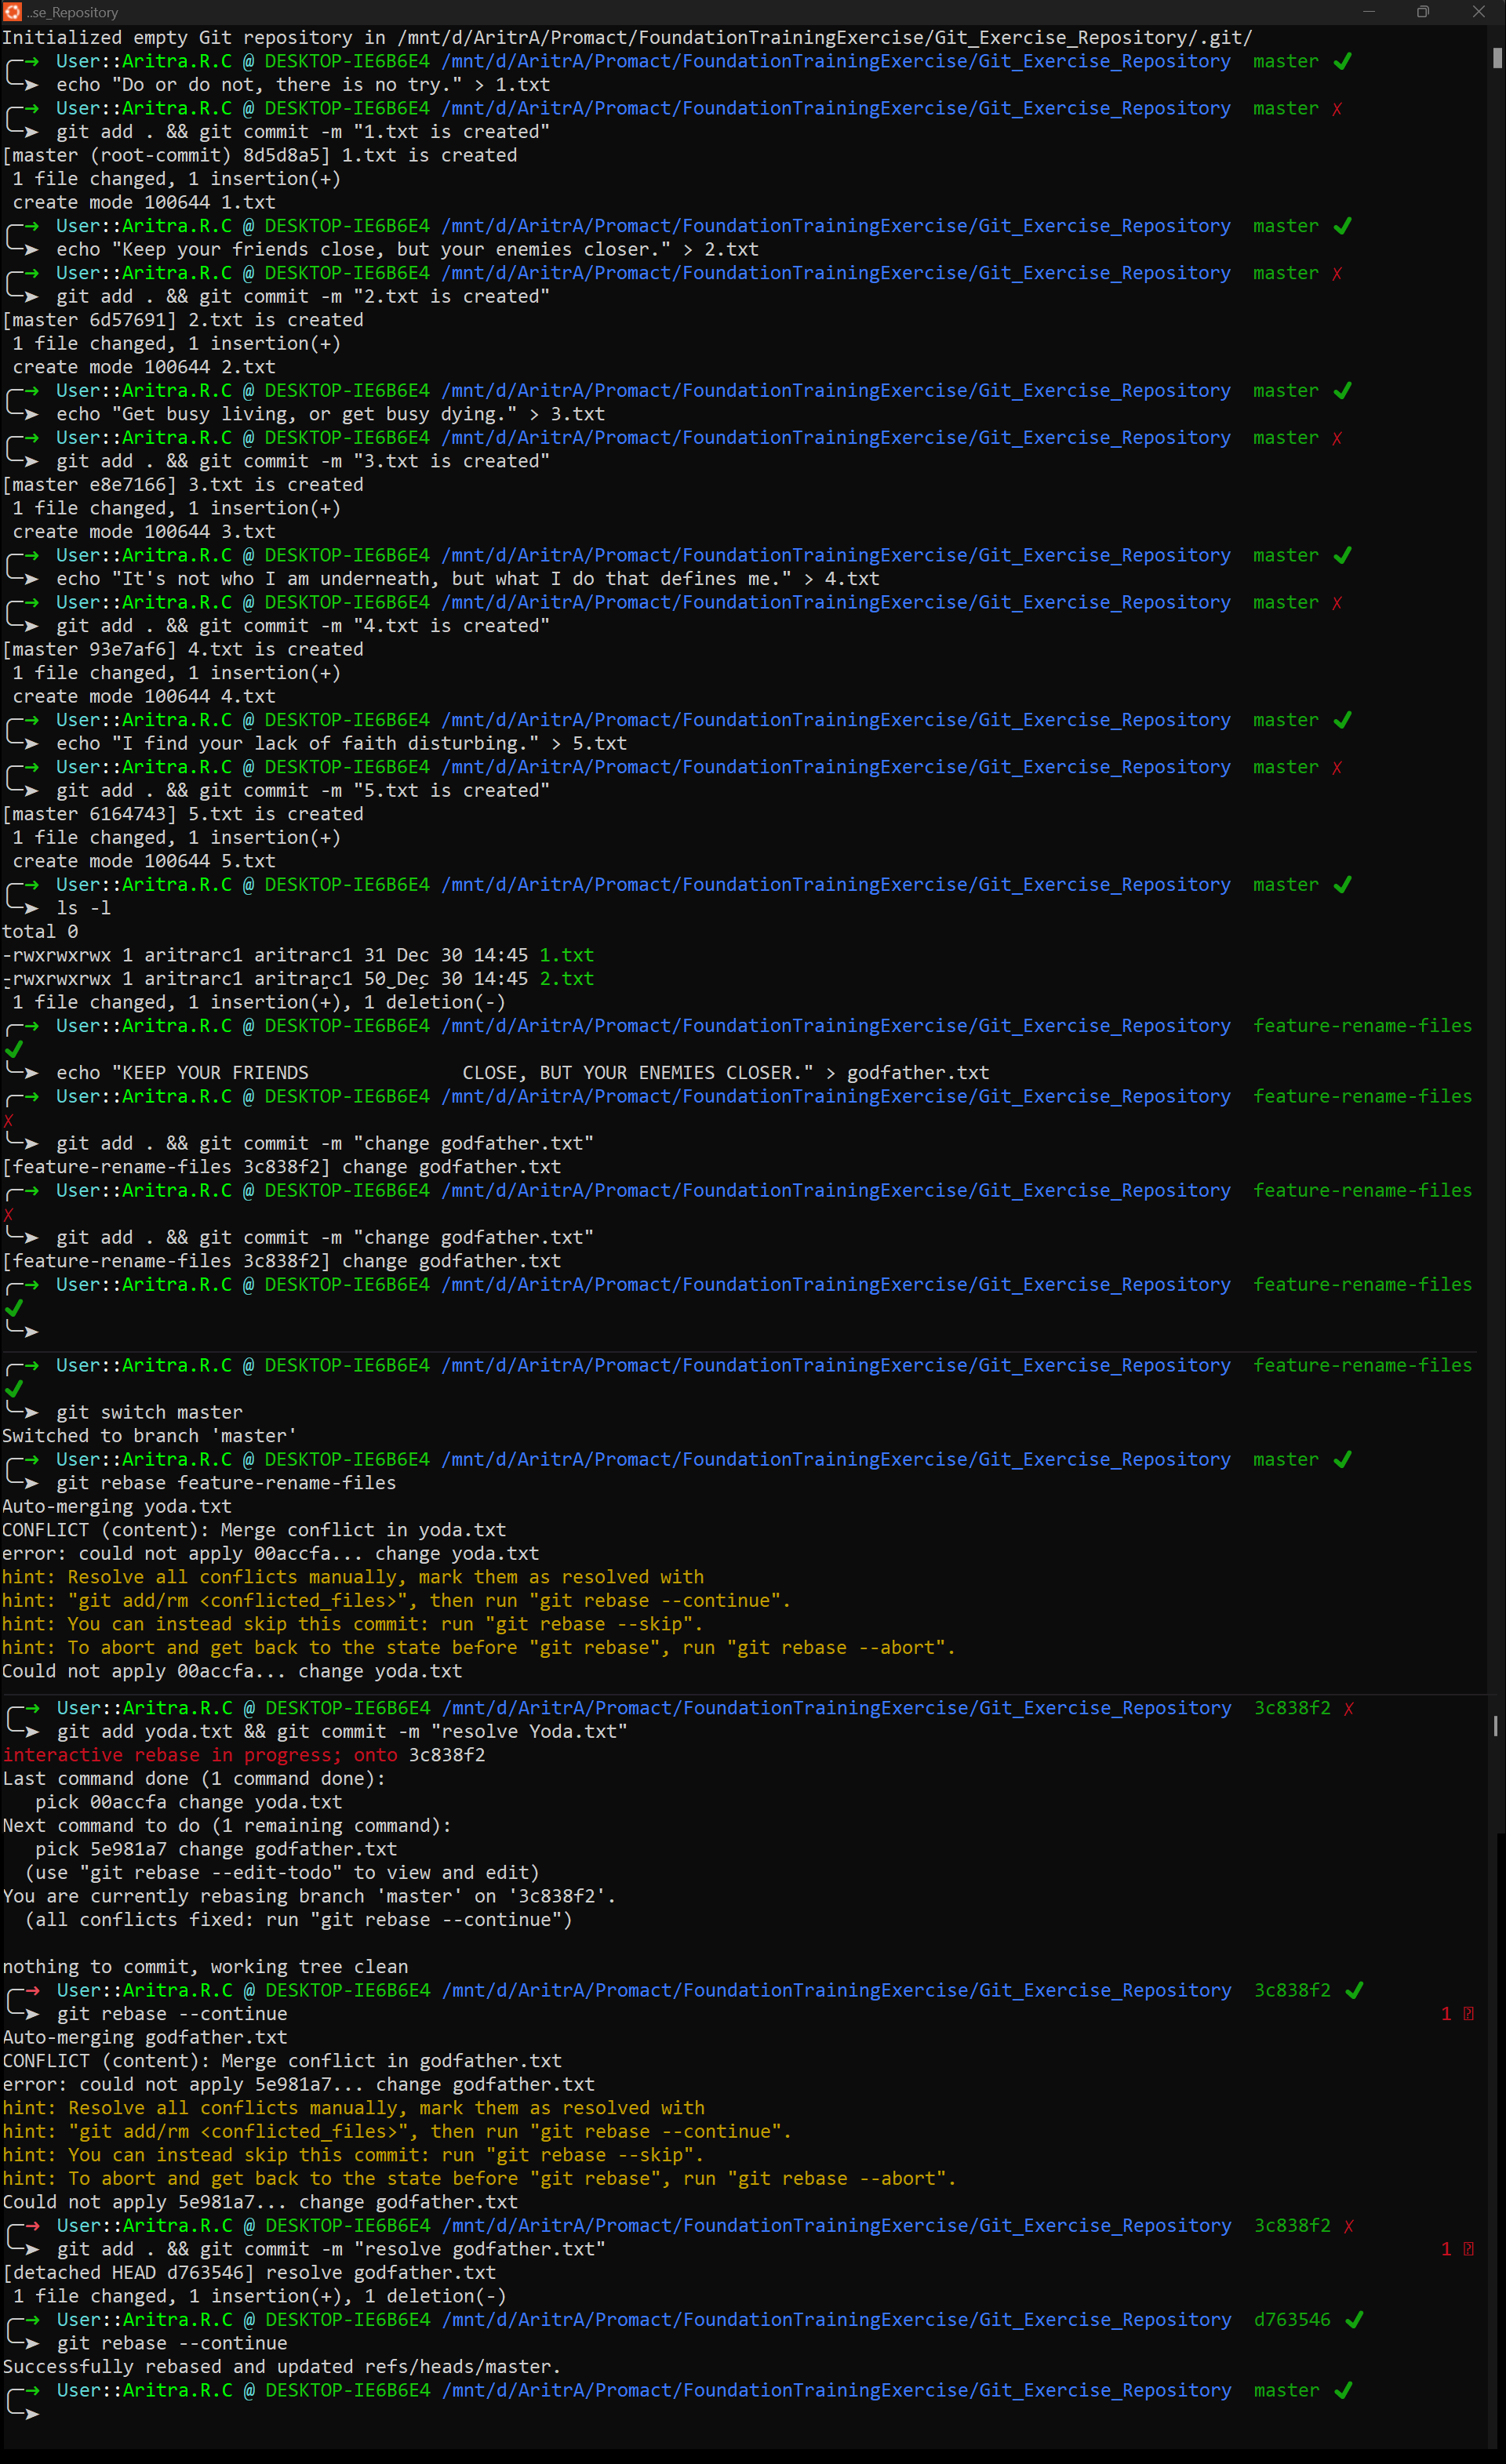 ..se_Repository
Initialized empty Git repository in /mnt/d/AritrA/Promact/FoundationTrainingExercise/Git_Exercise_Repository/.git/
User::Aritra.R.C @ DESKTOP-IE6B6E4 /mnt/d/AritrA/Promact/FoundationTrainingExercise/Git_Exercise_Repository master ✔
echo "Do or do not, there is no try." > 1.txt
User::Aritra.R.C @ DESKTOP-IE6B6E4 /mnt/d/AritrA/Promact/FoundationTrainingExercise/Git_Exercise_Repository master ✗
git add . && git commit -m "1.txt is created"
[master (root-commit) 8d5d8a5] 1.txt is created
1 file changed, 1 insertion(+)
create mode 100644 1.txt
User::Aritra.R.C @ DESKTOP-IE6B6E4 /mnt/d/AritrA/Promact/FoundationTrainingExercise/Git_Exercise_Repository master ✔
echo "Keep your friends close, but your enemies closer." > 2.txt
User::Aritra.R.C @ DESKTOP-IE6B6E4 /mnt/d/AritrA/Promact/FoundationTrainingExercise/Git_Exercise_Repository master ✗
git add . && git commit -m "2.txt is created"
[master 6d57691] 2.txt is created
1 file changed, 1 insertion(+)
create mode 100644 2.txt
User::Aritra.R.C @ DESKTOP-IE6B6E4 /mnt/d/AritrA/Promact/FoundationTrainingExercise/Git_Exercise_Repository master ✔
echo "Get busy living, or get busy dying." > 3.txt
User::Aritra.R.C @ DESKTOP-IE6B6E4 /mnt/d/AritrA/Promact/FoundationTrainingExercise/Git_Exercise_Repository master ✗
git add . && git commit -m "3.txt is created"
[master e8e7166] 3.txt is created
1 file changed, 1 insertion(+)
create mode 100644 3.txt
User::Aritra.R.C @ DESKTOP-IE6B6E4 /mnt/d/AritrA/Promact/FoundationTrainingExercise/Git_Exercise_Repository master ✔
echo "It's not who I am underneath, but what I do that defines me." > 4.txt
User::Aritra.R.C @ DESKTOP-IE6B6E4 /mnt/d/AritrA/Promact/FoundationTrainingExercise/Git_Exercise_Repository master ✗
git add . && git commit -m "4.txt is created"
[master 93e7af6] 4.txt is created
1 file changed, 1 insertion(+)
create mode 100644 4.txt
User::Aritra.R.C @ DESKTOP-IE6B6E4 /mnt/d/AritrA/Promact/FoundationTrainingExercise/Git_Exercise_Repository master ✔
echo "I find your lack of faith disturbing." > 5.txt
User::Aritra.R.C @ DESKTOP-IE6B6E4 /mnt/d/AritrA/Promact/FoundationTrainingExercise/Git_Exercise_Repository master ✗
git add . && git commit -m "5.txt is created"
[master 6164743] 5.txt is created
1 file changed, 1 insertion(+)
create mode 100644 5.txt
User::Aritra.R.C @ DESKTOP-IE6B6E4 /mnt/d/AritrA/Promact/FoundationTrainingExercise/Git_Exercise_Repository master ✔
ls -l
total 0
-rwxrwxrwx 1 aritrarc1 aritrarc1 31 Dec 30 14:45 1.txt
-rwxrwxrwx 1 aritrarc1 aritrarc1 50 Dec 30 14:45 2.txt
1 file changed, 1 insertion(+), 1 deletion(-)
User::Aritra.R.C @ DESKTOP-IE6B6E4 /mnt/d/AritrA/Promact/FoundationTrainingExercise/Git_Exercise_Repository feature-rename-files
✔
echo "KEEP YOUR FRIENDS              CLOSE, BUT YOUR ENEMIES CLOSER." > godfather.txt
User::Aritra.R.C @ DESKTOP-IE6B6E4 /mnt/d/AritrA/Promact/FoundationTrainingExercise/Git_Exercise_Repository feature-rename-files
✗
git add . && git commit -m "change godfather.txt"
[feature-rename-files 3c838f2] change godfather.txt
User::Aritra.R.C @ DESKTOP-IE6B6E4 /mnt/d/AritrA/Promact/FoundationTrainingExercise/Git_Exercise_Repository feature-rename-files
✗
git add . && git commit -m "change godfather.txt"
[feature-rename-files 3c838f2] change godfather.txt
User::Aritra.R.C @ DESKTOP-IE6B6E4 /mnt/d/AritrA/Promact/FoundationTrainingExercise/Git_Exercise_Repository feature-rename-files
✔
User::Aritra.R.C @ DESKTOP-IE6B6E4 /mnt/d/AritrA/Promact/FoundationTrainingExercise/Git_Exercise_Repository feature-rename-files
✔
git switch master
Switched to branch 'master'
User::Aritra.R.C @ DESKTOP-IE6B6E4 /mnt/d/AritrA/Promact/FoundationTrainingExercise/Git_Exercise_Repository master ✔
git rebase feature-rename-files
Auto-merging yoda.txt
CONFLICT (content): Merge conflict in yoda.txt
error: could not apply 00accfa... change yoda.txt
hint: Resolve all conflicts manually, mark them as resolved with
hint: "git add/rm <conflicted_files>", then run "git rebase --continue".
hint: You can instead skip this commit: run "git rebase --skip".
hint: To abort and get back to the state before "git rebase", run "git rebase --abort".
Could not apply 00accfa... change yoda.txt
User::Aritra.R.C @ DESKTOP-IE6B6E4 /mnt/d/AritrA/Promact/FoundationTrainingExercise/Git_Exercise_Repository 3c838f2 ✗
git add yoda.txt && git commit -m "resolve Yoda.txt"
interactive rebase in progress; onto 3c838f2
Last command done (1 command done):
pick 00accfa change yoda.txt
Next command to do (1 remaining command):
pick 5e981a7 change godfather.txt
(use "git rebase --edit-todo" to view and edit)
You are currently rebasing branch 'master' on '3c838f2'.
(all conflicts fixed: run "git rebase --continue")
nothing to commit, working tree clean
User::Aritra.R.C @ DESKTOP-IE6B6E4 /mnt/d/AritrA/Promact/FoundationTrainingExercise/Git_Exercise_Repository 3c838f2 ✔
git rebase --continue 1
Auto-merging godfather.txt
CONFLICT (content): Merge conflict in godfather.txt
error: could not apply 5e981a7... change godfather.txt
hint: Resolve all conflicts manually, mark them as resolved with
hint: "git add/rm <conflicted_files>", then run "git rebase --continue".
hint: You can instead skip this commit: run "git rebase --skip".
hint: To abort and get back to the state before "git rebase", run "git rebase --abort".
Could not apply 5e981a7... change godfather.txt
User::Aritra.R.C @ DESKTOP-IE6B6E4 /mnt/d/AritrA/Promact/FoundationTrainingExercise/Git_Exercise_Repository 3c838f2 ✗
git add . && git commit -m "resolve godfather.txt" 1
[detached HEAD d763546] resolve godfather.txt
1 file changed, 1 insertion(+), 1 deletion(-)
User::Aritra.R.C @ DESKTOP-IE6B6E4 /mnt/d/AritrA/Promact/FoundationTrainingExercise/Git_Exercise_Repository d763546 ✔
git rebase --continue
Successfully rebased and updated refs/heads/master.
User::Aritra.R.C @ DESKTOP-IE6B6E4 /mnt/d/AritrA/Promact/FoundationTrainingExercise/Git_Exercise_Repository master ✔